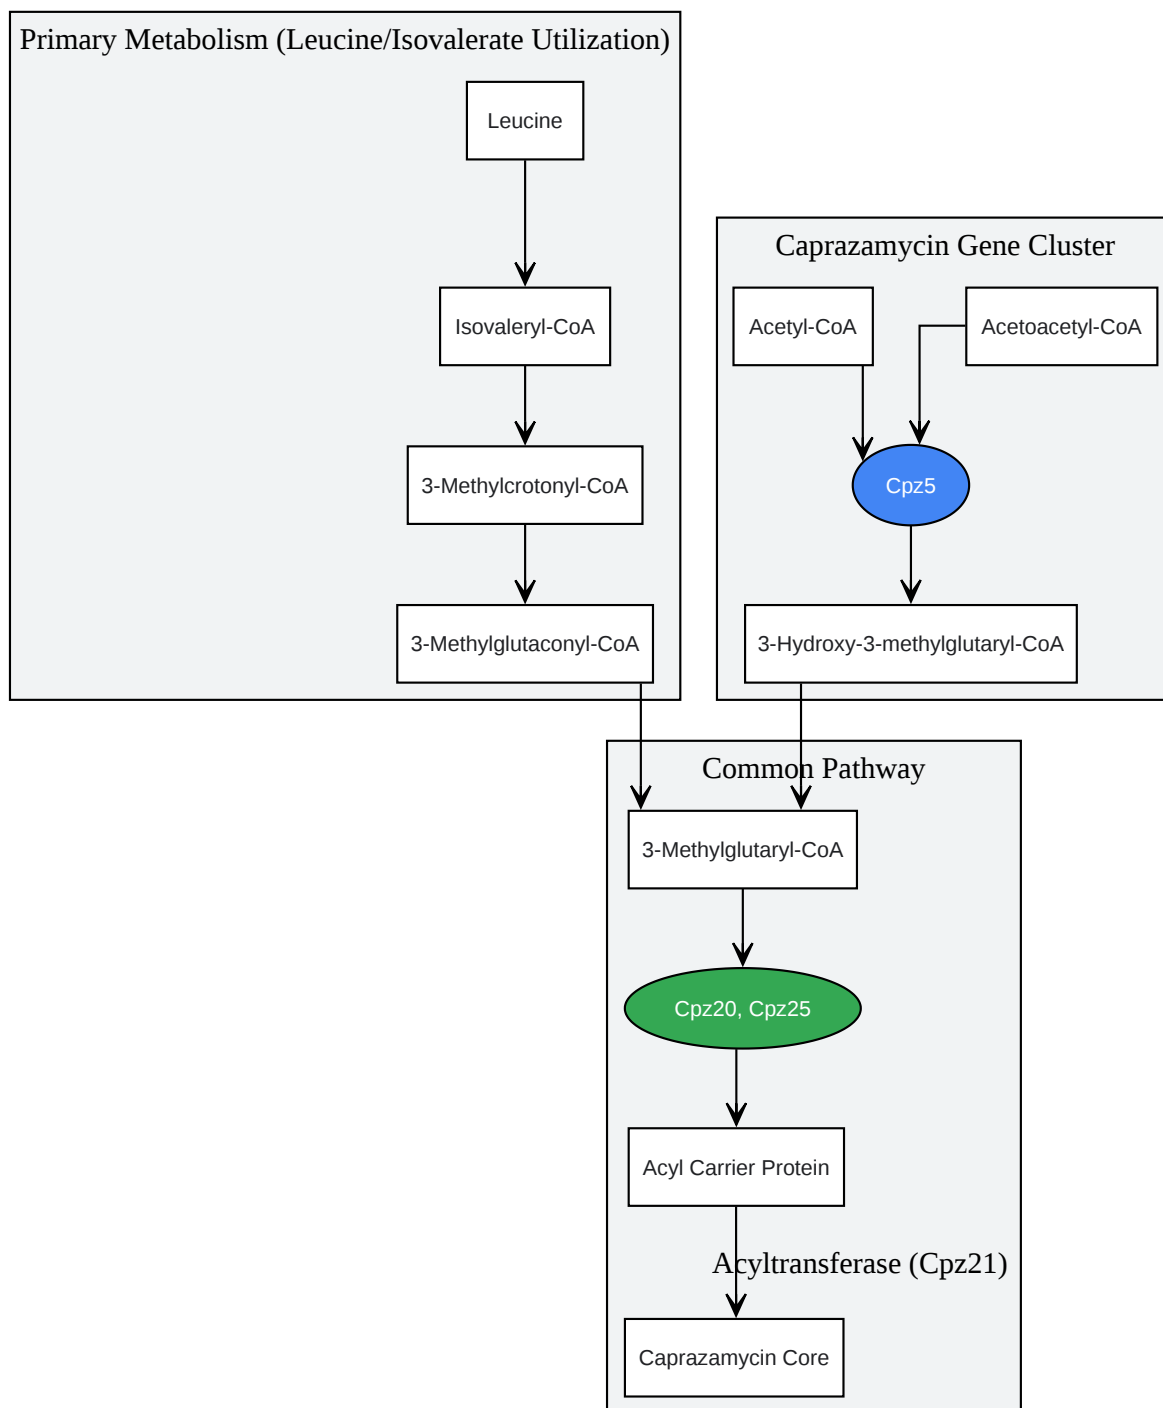 Primary Metabolism (Leucine/Isovalerate Utilization)
Leucine
Isovaleryl-CoA
3-Methylcrotonyl-CoA
3-Methylglutaconyl-CoA
Caprazamycin Gene Cluster
Acetyl-CoA
Acetoacetyl-CoA
Cpz5
3-Hydroxy-3-methylglutaryl-CoA
Common Pathway
3-Methylglutaryl-CoA
Cpz20, Cpz25
Acyl Carrier Protein
Acyltransferase (Cpz21)
Caprazamycin Core